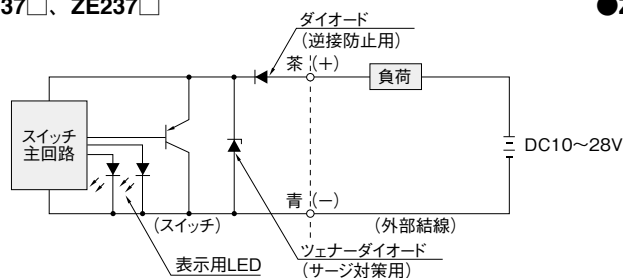 37□、ZE237□
●Z
ダイオード
(逆接防止用)
茶 (+)
負荷
スイッチ
主回路
DC10～28V
青 (−)
(スイッチ)
(外部結線)
表示用LED
ツェナーダイオード
(サージ対策用)